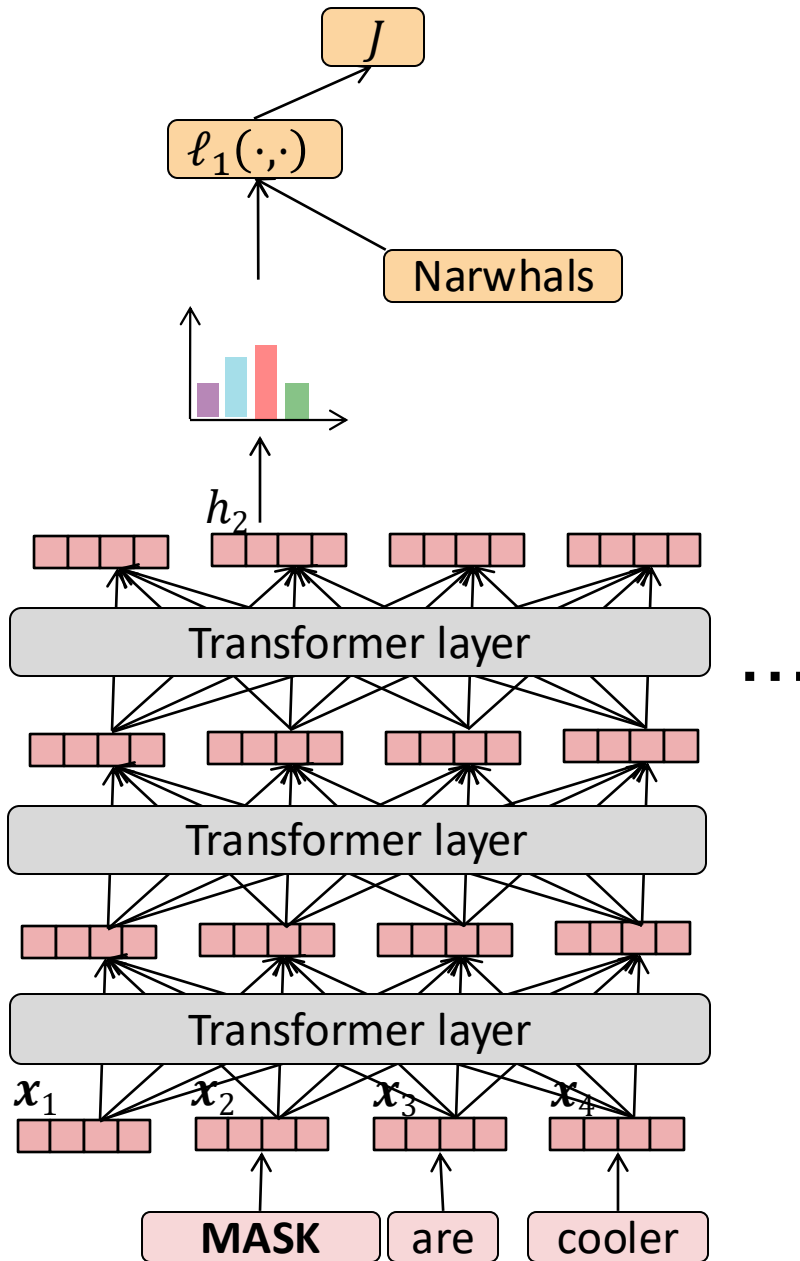 J
ℓ₁(·,·)
Narwhals
h₂
Transformer layer
...
Transformer layer
Transformer layer
x₁ x₂ x₃ x₄
MASK are cooler